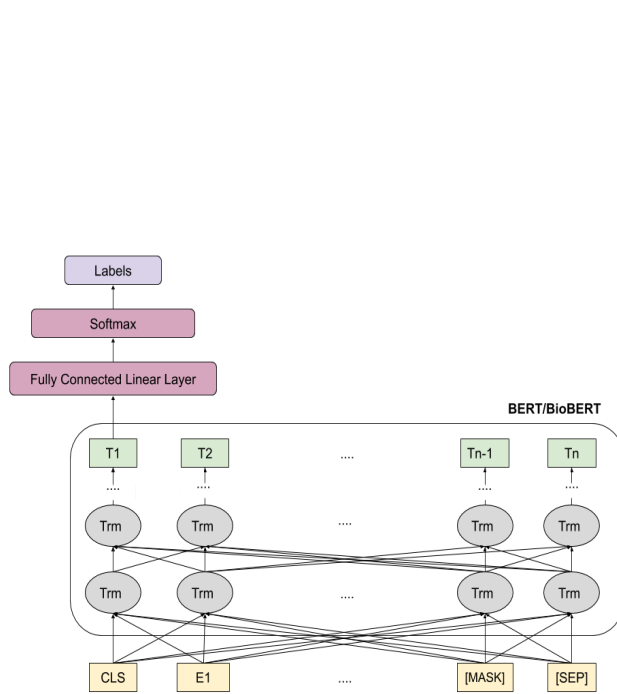 Labels
Softmax
Fully Connected Linear Layer
BERT/BioBERT
T1 T2 .... Tn-1 Tn
.... .... .... ....
Trm Trm .... Trm Trm
Trm Trm .... Trm Trm
CLS E1 .... [MASK] [SEP]